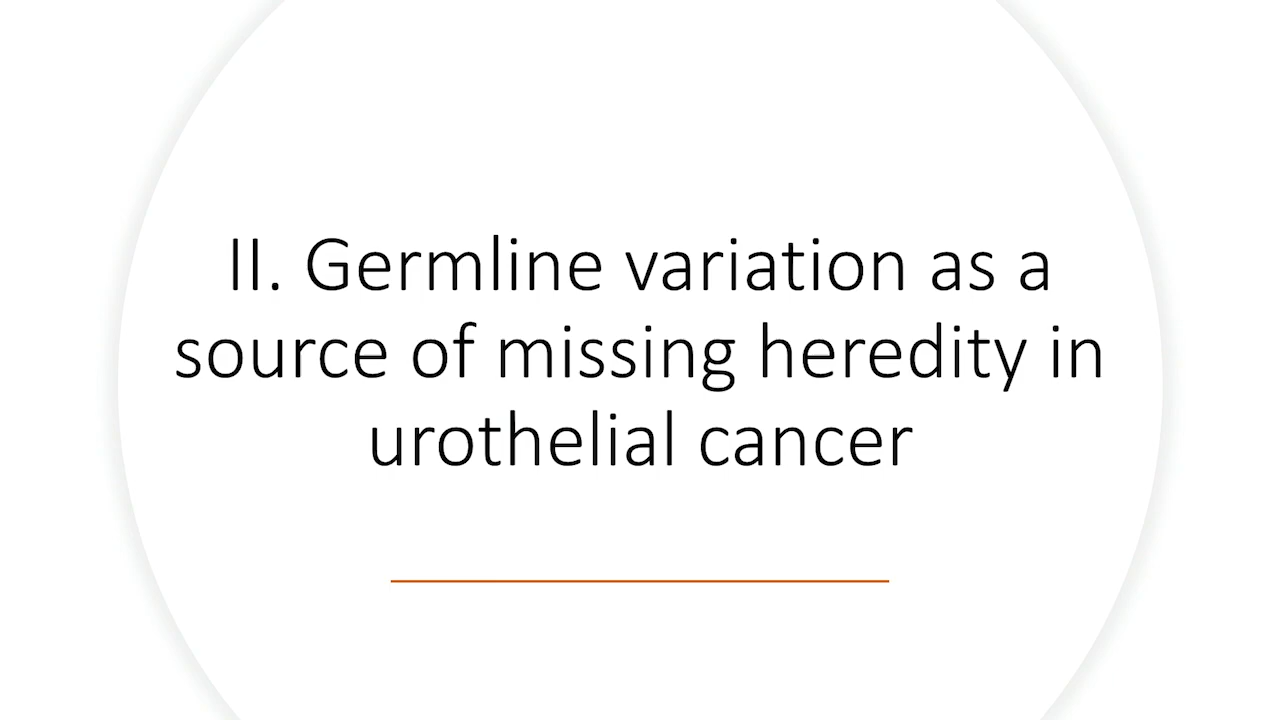 II. Germline variation as a
source of missing heredity in
urothelial cancer